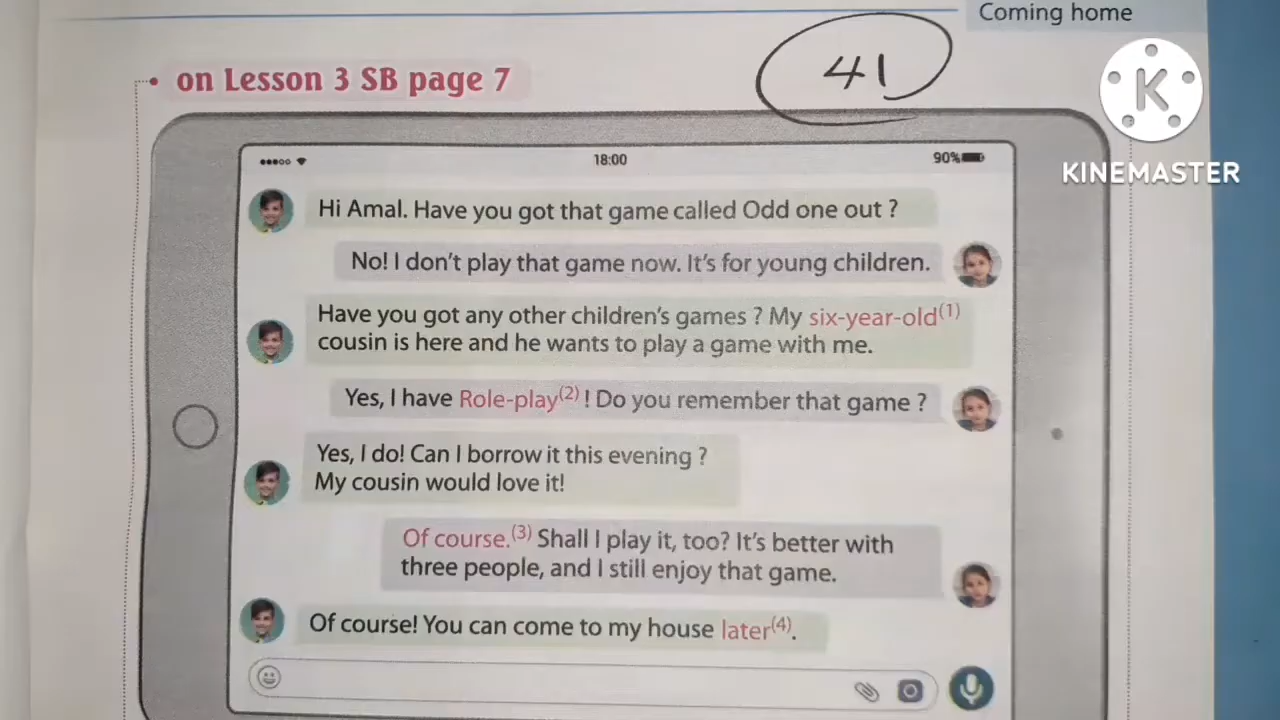 Coming home
41
K
KINEMASTER
• on Lesson 3 SB page 7
18:00
90%
Hi Amal. Have you got that game called Odd one out ?
No! I don't play that game now. It's for young children.
Have you got any other children's games ? My six-year-old(1)
cousin is here and he wants to play a game with me.
Yes, I have Role-play(2) ! Do you remember that game ?
Yes, I do! Can I borrow it this evening ?
My cousin would love it!
Of course.(3) Shall I play it, too? It's better with
three people, and I still enjoy that game.
Of course! You can come to my house later(4).